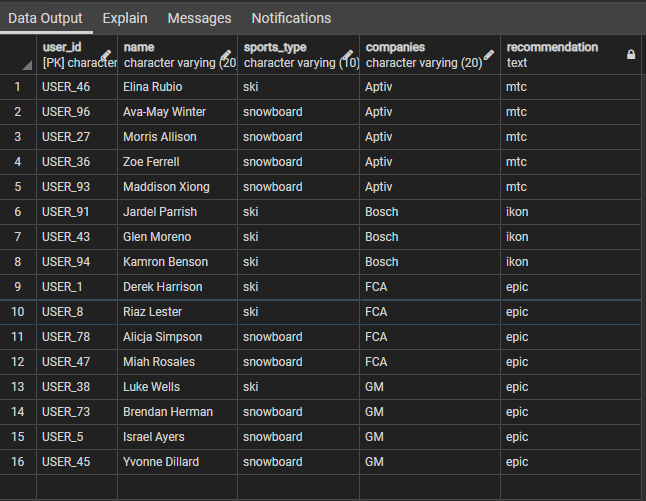 Data Output Explain Messages Notifications
user_id name sports_type companies recommendation
[PK] character character varying (20 character varying (10) character varying (20) text
1 USER_46 Elina Rubio ski Aptiv mtc
2 USER_96 Ava-May Winter snowboard Aptiv mtc
3 USER_27 Morris Allison snowboard Aptiv mtc
4 USER_36 Zoe Ferrell snowboard Aptiv mtc
5 USER_93 Maddison Xiong snowboard Aptiv mtc
6 USER_91 Jardel Parrish ski Bosch ikon
7 USER_43 Glen Moreno ski Bosch ikon
8 USER_94 Kamron Benson ski Bosch ikon
9 USER_1 Derek Harrison ski FCA epic
10 USER_8 Riaz Lester ski FCA epic
11 USER_78 Alicja Simpson snowboard FCA epic
12 USER_47 Miah Rosales snowboard FCA epic
13 USER_38 Luke Wells ski GM epic
14 USER_73 Brendan Herman snowboard GM epic
15 USER_5 Israel Ayers snowboard GM epic
16 USER_45 Yvonne Dillard snowboard GM epic